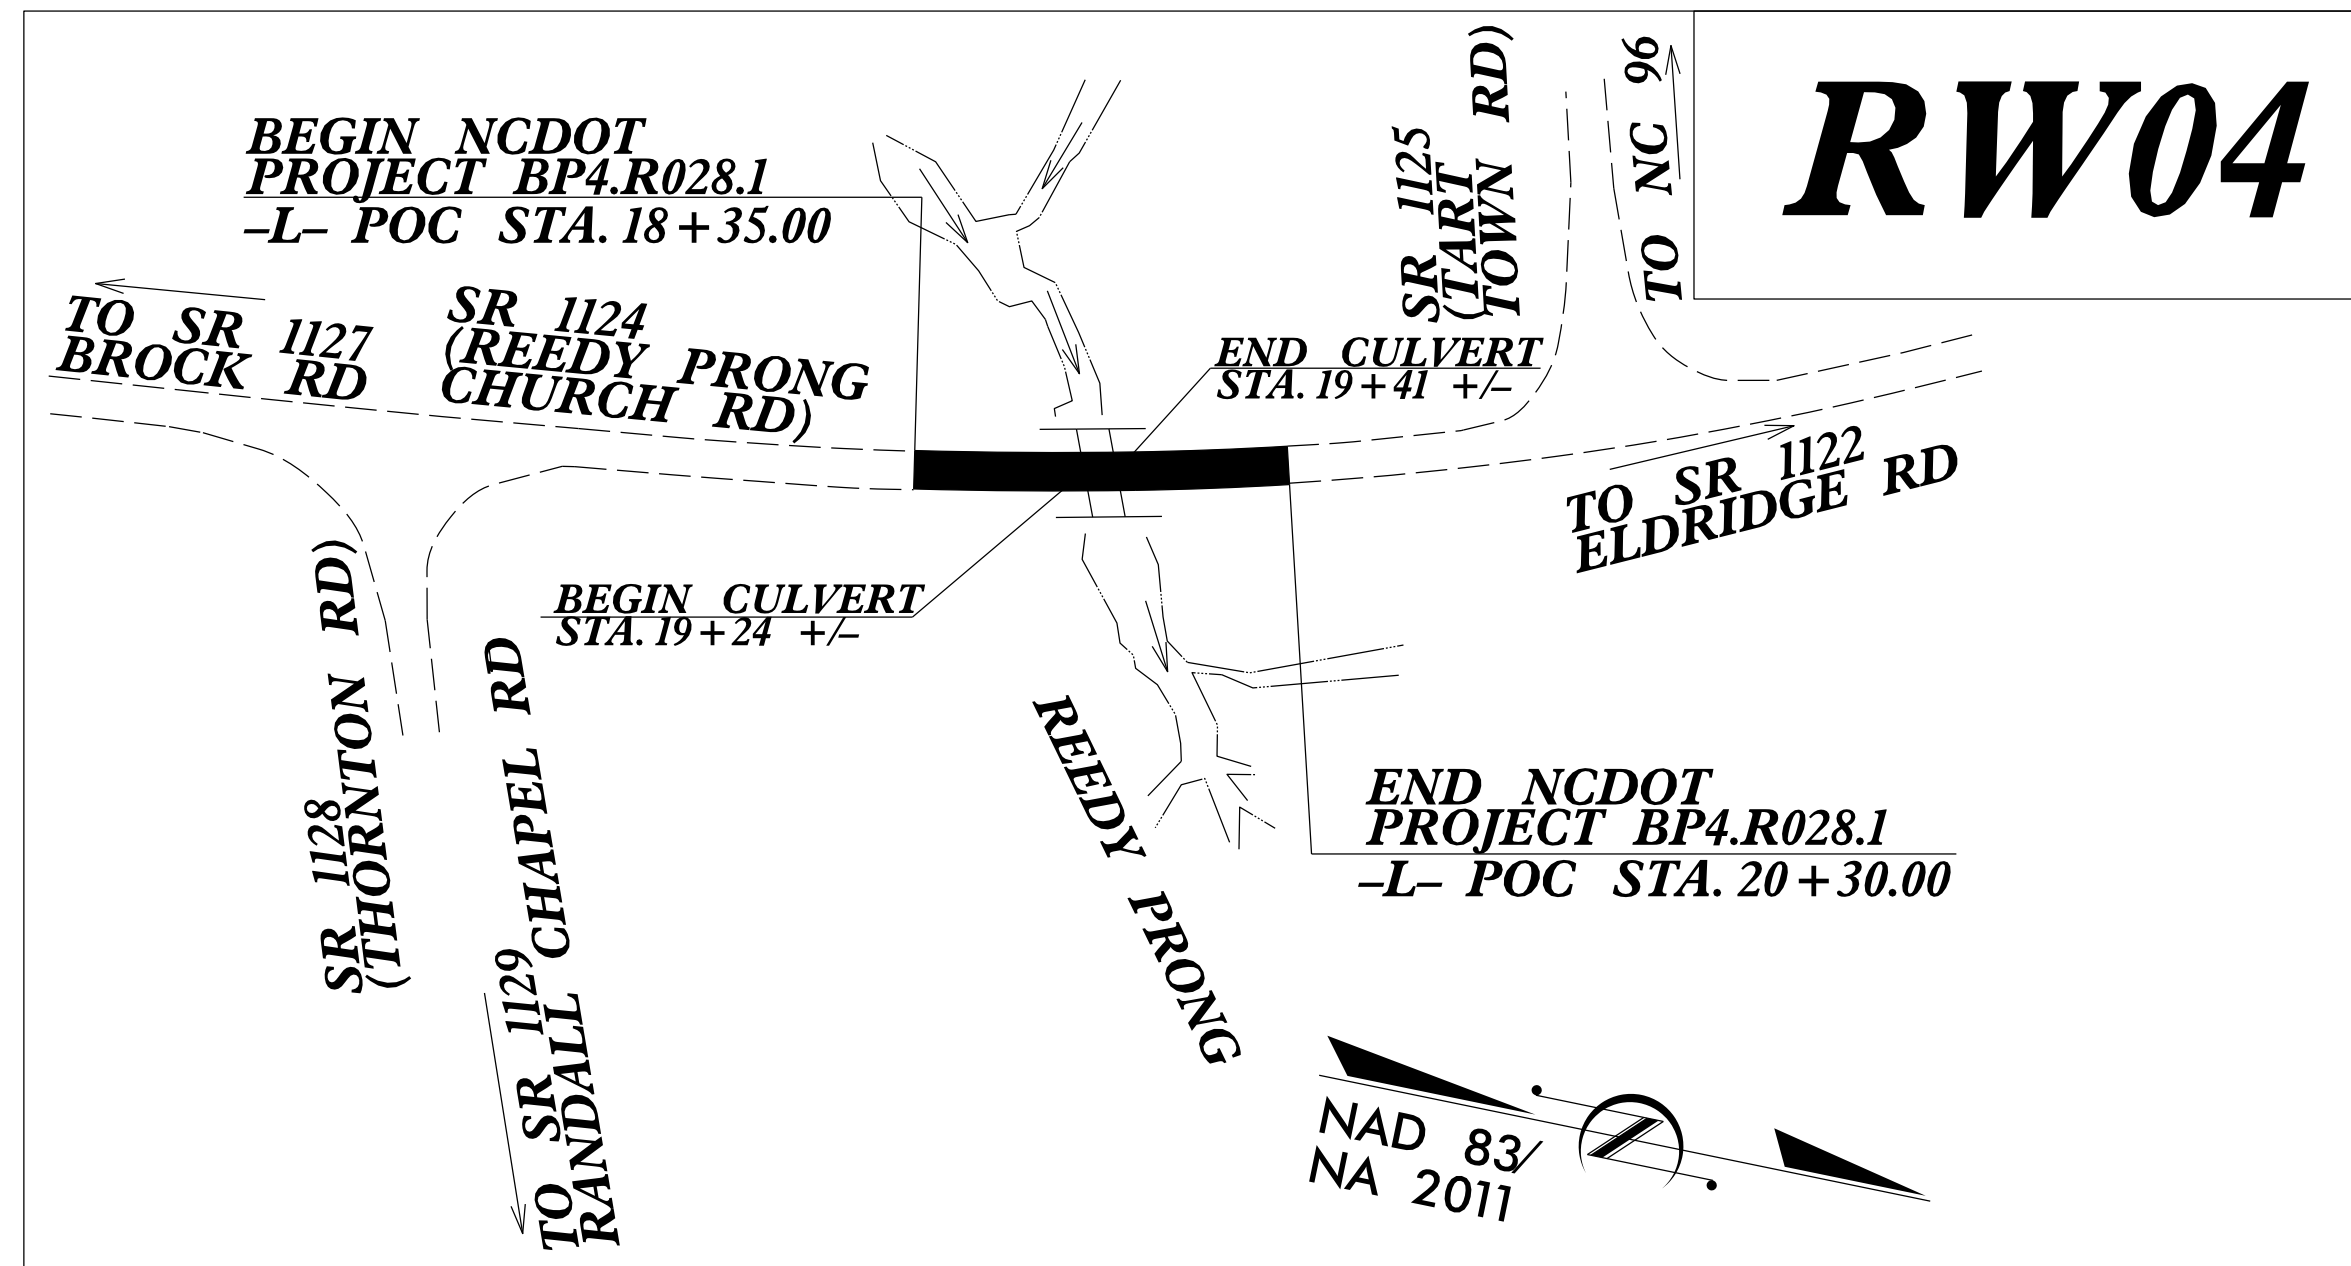 RW04
BEGIN NCDOT
PROJECT BP4.R028.1
–L– POC STA. 18+35.00
TO SR 1127
BROCK RD
SR 1124
(REEDY PRONG
CHURCH RD)
SR 1125
(TART
TOWN RD)
TO NC 96
END CULVERT
STA. 19+41 +/–
TO SR 1122
ELDRIDGE RD
BEGIN CULVERT
STA. 19+24 +/–
SR 1128
(THORNTON RD)
TO SR 1129
RANDALL CHAPEL RD
REEDY PRONG
END NCDOT
PROJECT BP4.R028.1
–L– POC STA. 20+30.00
NAD 83/
NA 2011